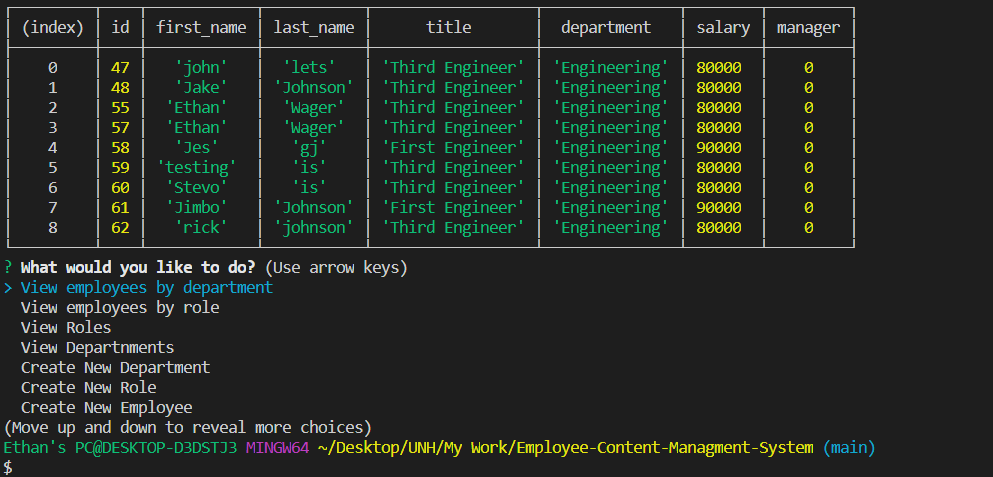 (index) id first_name last_name title department salary manager
0 47 'john' 'lets' 'Third Engineer' 'Engineering' 80000 0
1 48 'Jake' 'Johnson' 'Third Engineer' 'Engineering' 80000 0
2 55 'Ethan' 'Wager' 'Third Engineer' 'Engineering' 80000 0
3 57 'Ethan' 'Wager' 'Third Engineer' 'Engineering' 80000 0
4 58 'Jes' 'gj' 'First Engineer' 'Engineering' 90000 0
5 59 'testing' 'is' 'Third Engineer' 'Engineering' 80000 0
6 60 'Stevo' 'is' 'Third Engineer' 'Engineering' 80000 0
7 61 'Jimbo' 'Johnson' 'First Engineer' 'Engineering' 90000 0
8 62 'rick' 'johnson' 'Third Engineer' 'Engineering' 80000 0
? What would you like to do? (Use arrow keys)
> View employees by department
View employees by role
View Roles
View Departnments
Create New Department
Create New Role
Create New Employee
(Move up and down to reveal more choices)
Ethan's PC@DESKTOP-D3DSTJ3 MINGW64 ~/Desktop/UNH/My Work/Employee-Content-Managment-System (main)
$